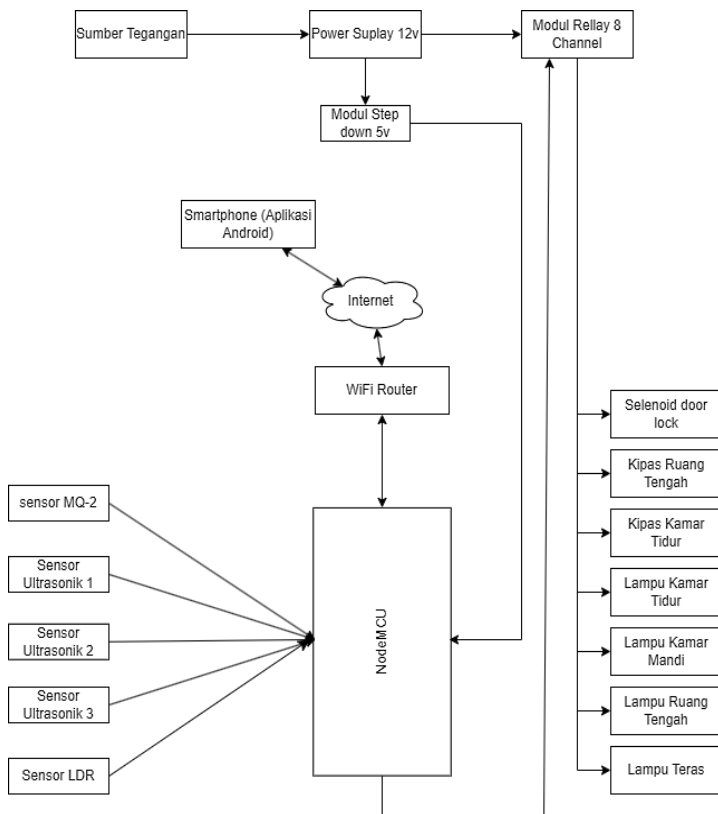 Sumber Tegangan
Power Suplay 12v
Modul Rellay 8
Channel
Modul Step
down 5v
Smartphone (Aplikasi
Android)
Internet
WiFi Router
Selenoid door
lock
Kipas Ruang
Tengah
sensor MQ-2
Kipas Kamar
Tidur
Sensor
Ultrasonik 1
Lampu Kamar
Tidur
Sensor
Ultrasonik 2
NodeMCU
Lampu Kamar
Mandi
Sensor
Ultrasonik 3
Lampu Ruang
Tengah
Sensor LDR
Lampu Teras